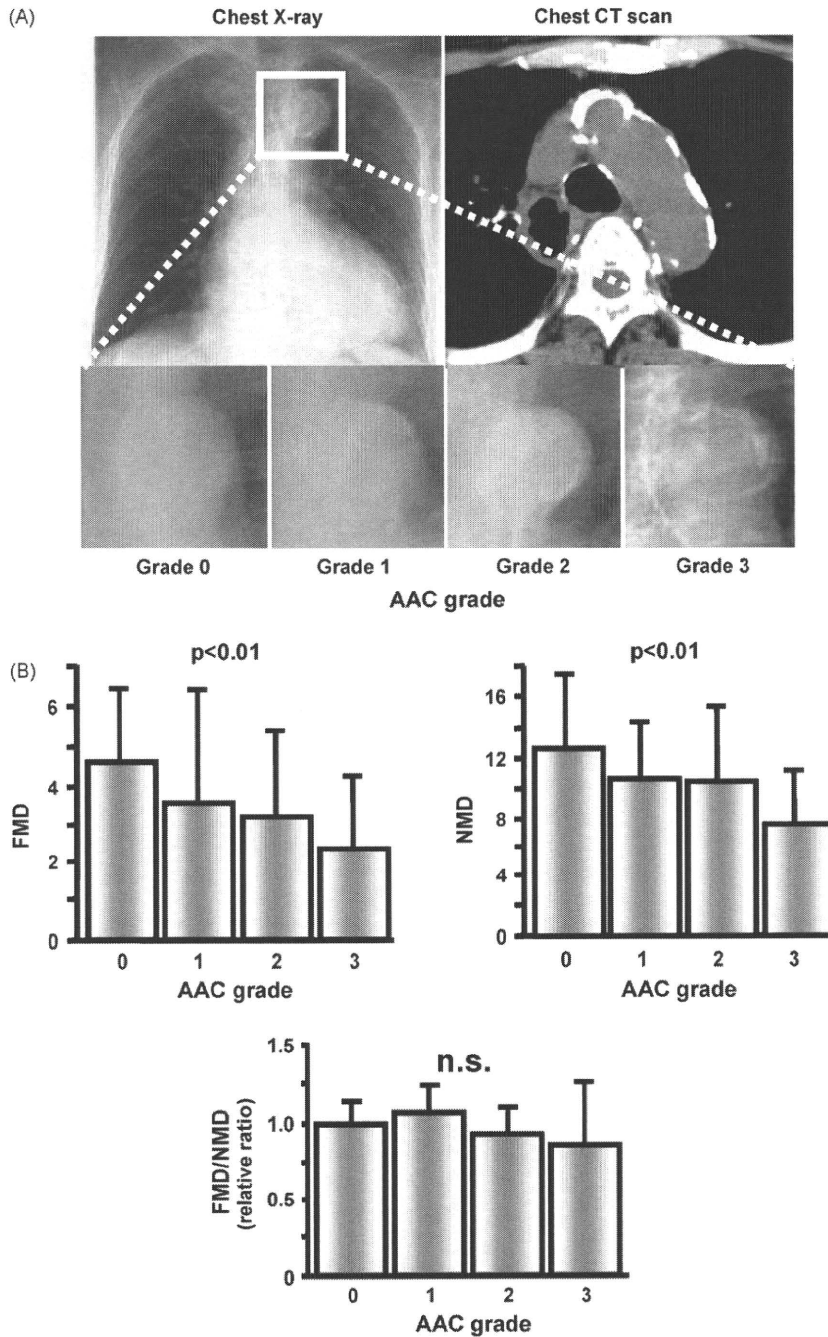 (A)
Chest X-ray
Chest CT scan
Grade 0
Grade 1
Grade 2
Grade 3
AAC grade
(B)
p<0.01
6
4
2
0
FMD
0 1 2 3
AAC grade
p<0.01
16
12
8
4
0
NMD
0 1 2 3
AAC grade
n.s.
1.5
1.0
0.5
0
FMD/NMD
(relative ratio)
0 1 2 3
AAC grade